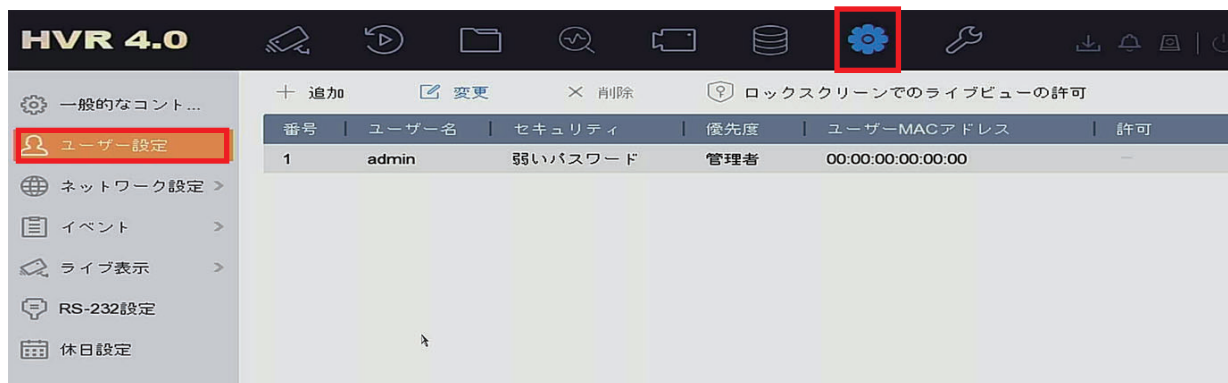 HVR 4.0
一般的なコント...
ユーザー設定
ネットワーク設定 >
イベント >
ライブ表示 >
RS-232設定
休日設定
追加 変更 削除 ロックスクリーンでのライブビューの許可
番号 ユーザー名 セキュリティ 優先度 ユーザーMACアドレス 許可
1 admin 弱いパスワード 管理者 00:00:00:00:00:00 —